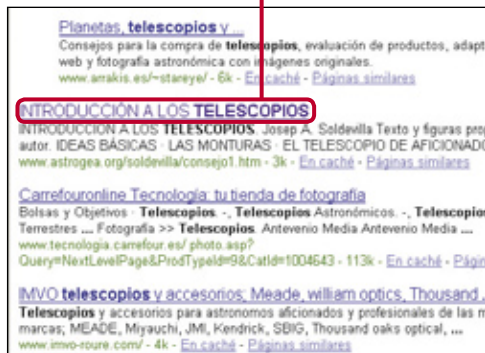 Planetas, telescopios y ...
Consejos para la compra de telescopios, evaluación de productos, adapt
web y fotografía astronómica con imágenes originales.
www.arrakis.es/~stareye/ - 6k - En caché - Páginas similares
INTRODUCCIÓN A LOS TELESCOPIOS
INTRODUCCIÓN A LOS TELESCOPIOS. Josep A. Soldevilla Texto y figuras prop
autor. IDEAS BÁSICAS · LAS MONTURAS · EL TELESCOPIO DE AFICIONADO
www.astrogea.org/soldevilla/consejo1.htm - 3k - En caché - Páginas similares
Carrefouronline Tecnología: tu tienda de fotografía
Bolsas y Objetivos · Telescopios. -, Telescopios Astronómicos. -, Telescopios
Terrestres ... Fotografía >> Telescopios. Antevenio Media Antevenio Media ...
www.tecnologia.carrefour.es/ photo.asp?
Query=NextLevelPage&ProdTypeId=9&CatId=1004643 - 113k - En caché - Págin
IMVO telescopios y accesorios; Meade, william optics, Thousand
Telescopios y accesorios para astronomos aficionados y profesionales de las m
marcas; MEADE, Miyauchi, JMI, Kendrick, SBIG, Thousand oaks optical, ...
www.imvo-roure.com/ - 4k - En caché - Páginas similares